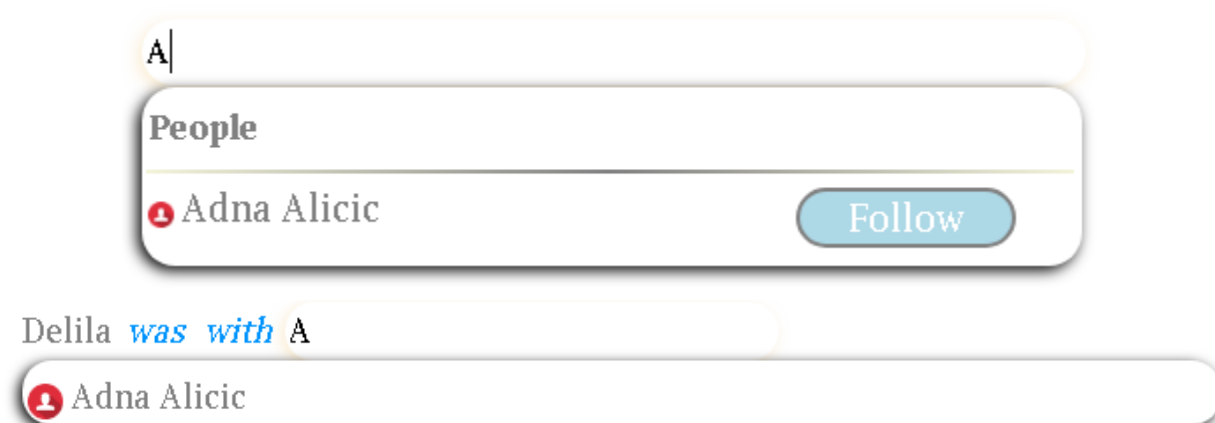 A
People
Adna Alicic Follow
Delila was with A
Adna Alicic